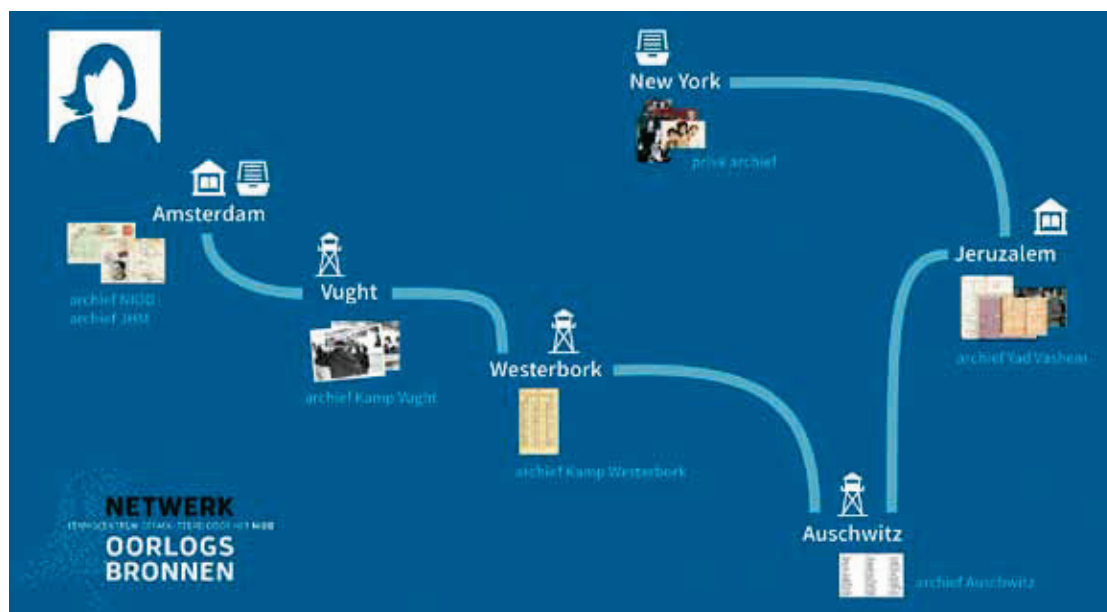 New York
privé archief
Amsterdam
archief NIOD
archief JHM
Vught
archief Kamp Vught
Jeruzalem
archief Yad Vashem
Westerbork
archief Kamp Westerbork
Auschwitz
archief Auschwitz
NETWERK
NIOD
OORLOGS
BRONNEN